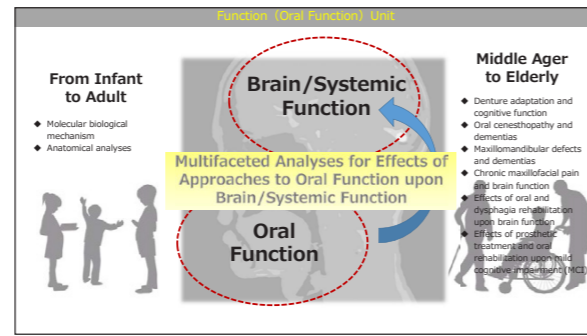 Function (Oral Function) Unit
From Infant
to Adult
◆ Molecular biological
mechanism
◆ Anatomical analyses
Brain/Systemic
Function
Multifaceted Analyses for Effects of
Approaches to Oral Function upon
Brain/Systemic Function
Oral
Function
Middle Ager
to Elderly
◆ Denture adaptation and
cognitive function
◆ Oral cenesthopathy and
dementias
◆ Maxillomandibular defects
and dementias
◆ Chronic maxillofacial pain
and brain function
◆ Effects of oral and
dysphagia rehabilitation
upon brain function
◆ Effects of prosthetic
treatment and oral
rehabilitation upon mild
cognitive impairment (MCI)